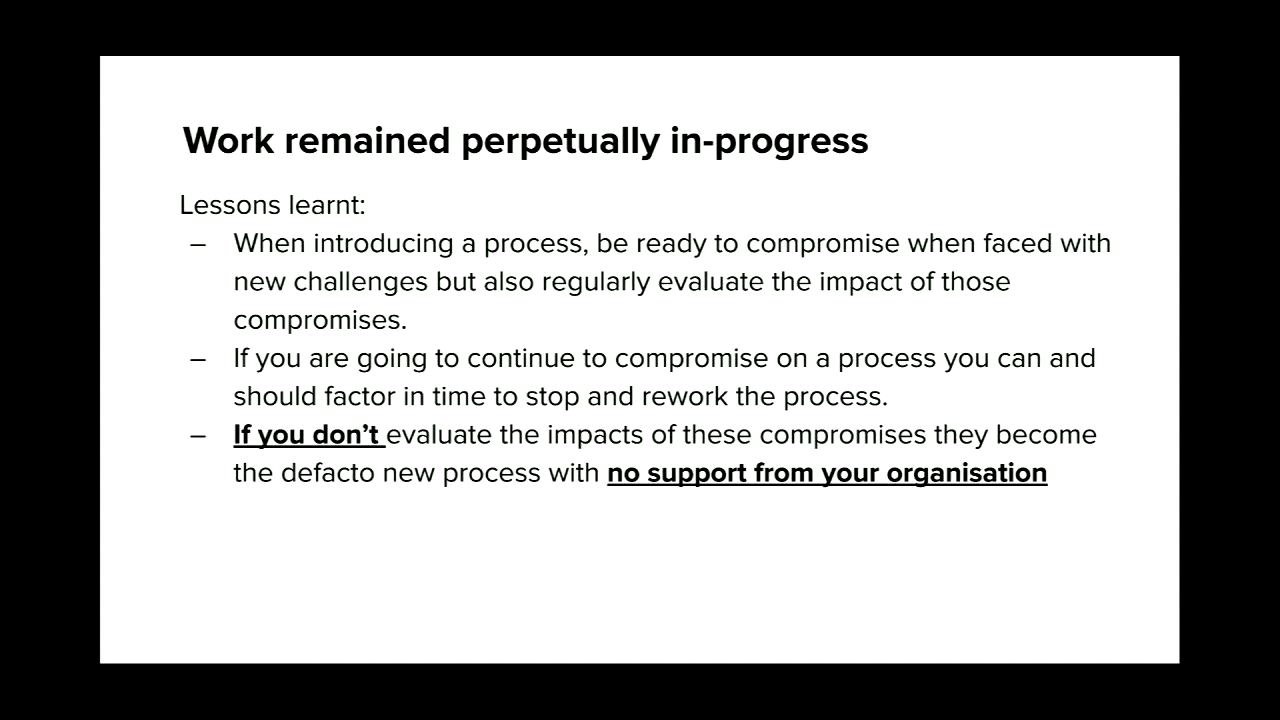 Work remained perpetually in-progress
Lessons learnt:
– When introducing a process, be ready to compromise when faced with
new challenges but also regularly evaluate the impact of those
compromises.
– If you are going to continue to compromise on a process you can and
should factor in time to stop and rework the process.
– If you don’t evaluate the impacts of these compromises they become
the defacto new process with no support from your organisation